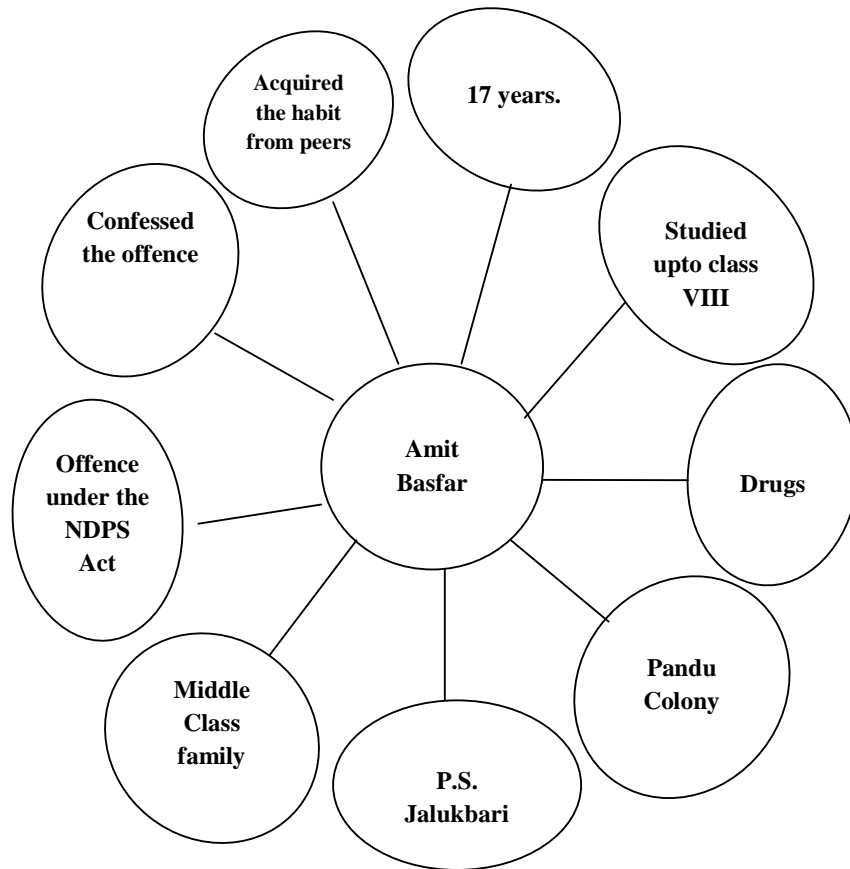 Acquired
the habit
from peers
17 years.
Confessed
the offence
Studied
upto class
VIII
Amit
Basfar
Offence
under the
NDPS
Act
Drugs
Middle
Class
family
Pandu
Colony
P.S.
Jalukbari